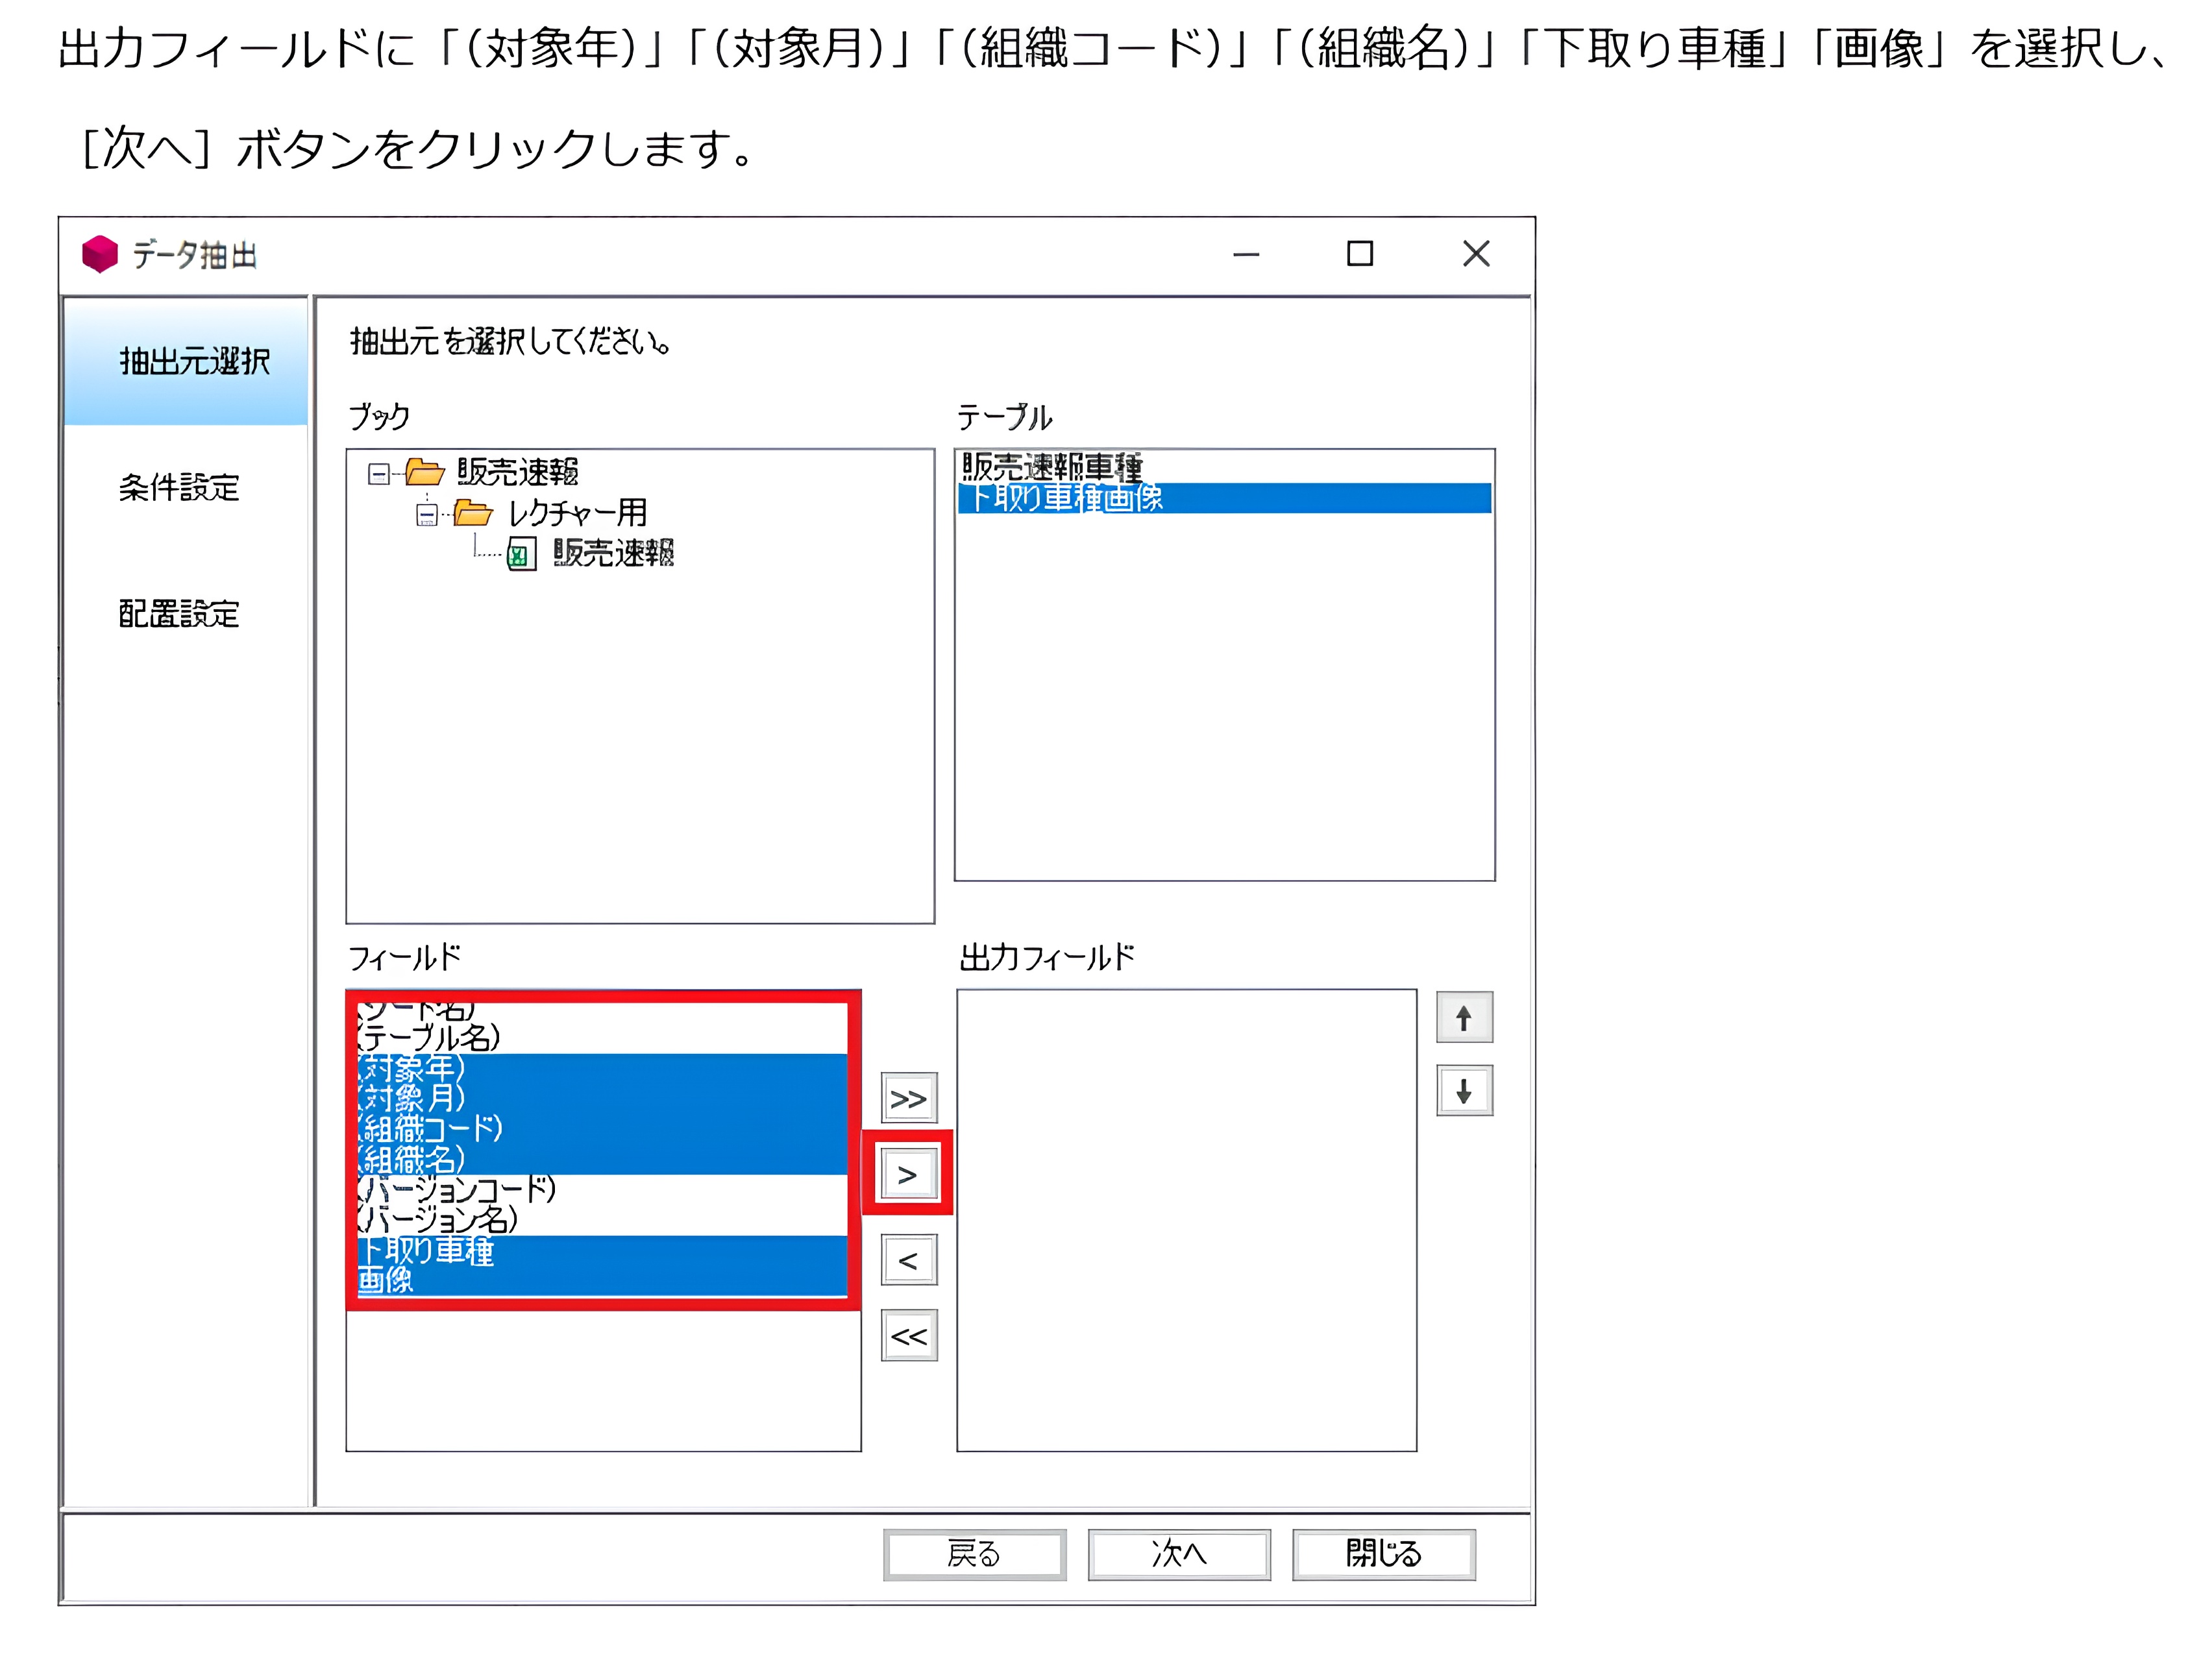 出力フィールドに「(対象年)」「(対象月)」「(組織コード)」「(組織名)」「下取り車種」「画像」を選択し、
[次へ] ボタンをクリックします。
データ抽出
抽出元選択
条件設定
配置設定
抽出元を選択してください。
ブック
販売速報
レクチャー用
販売速報
テーブル
販売速報車種
下取り車種画像
フィールド
(シート名)
(テーブル名)
(対象年)
(対象月)
(組織コード)
(組織名)
(バージョンコード)
(バージョン名)
下取り車種
画像
>>
>
<
<<
出力フィールド
↑
↓
戻る 次へ 閉じる